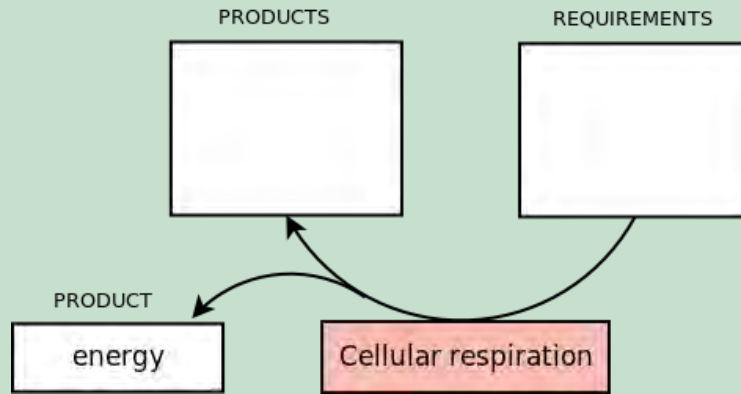 PRODUCTS
REQUIREMENTS
PRODUCT
energy
Cellular respiration